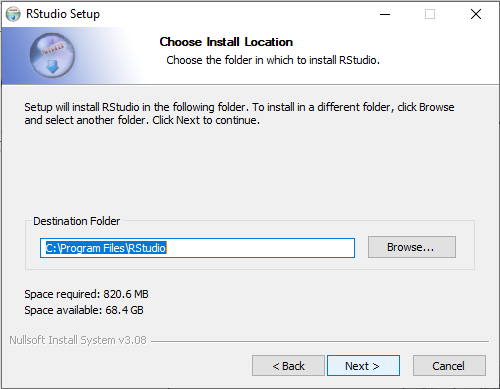 RStudio Setup
Choose Install Location
Choose the folder in which to install RStudio.
Setup will install RStudio in the following folder. To install in a different folder, click Browse
and select another folder. Click Next to continue.
Destination Folder
C:\Program Files\RStudio
Browse...
Space required: 820.6 MB
Space available: 68.4 GB
Nullsoft Install System v3.08
< Back
Next >
Cancel